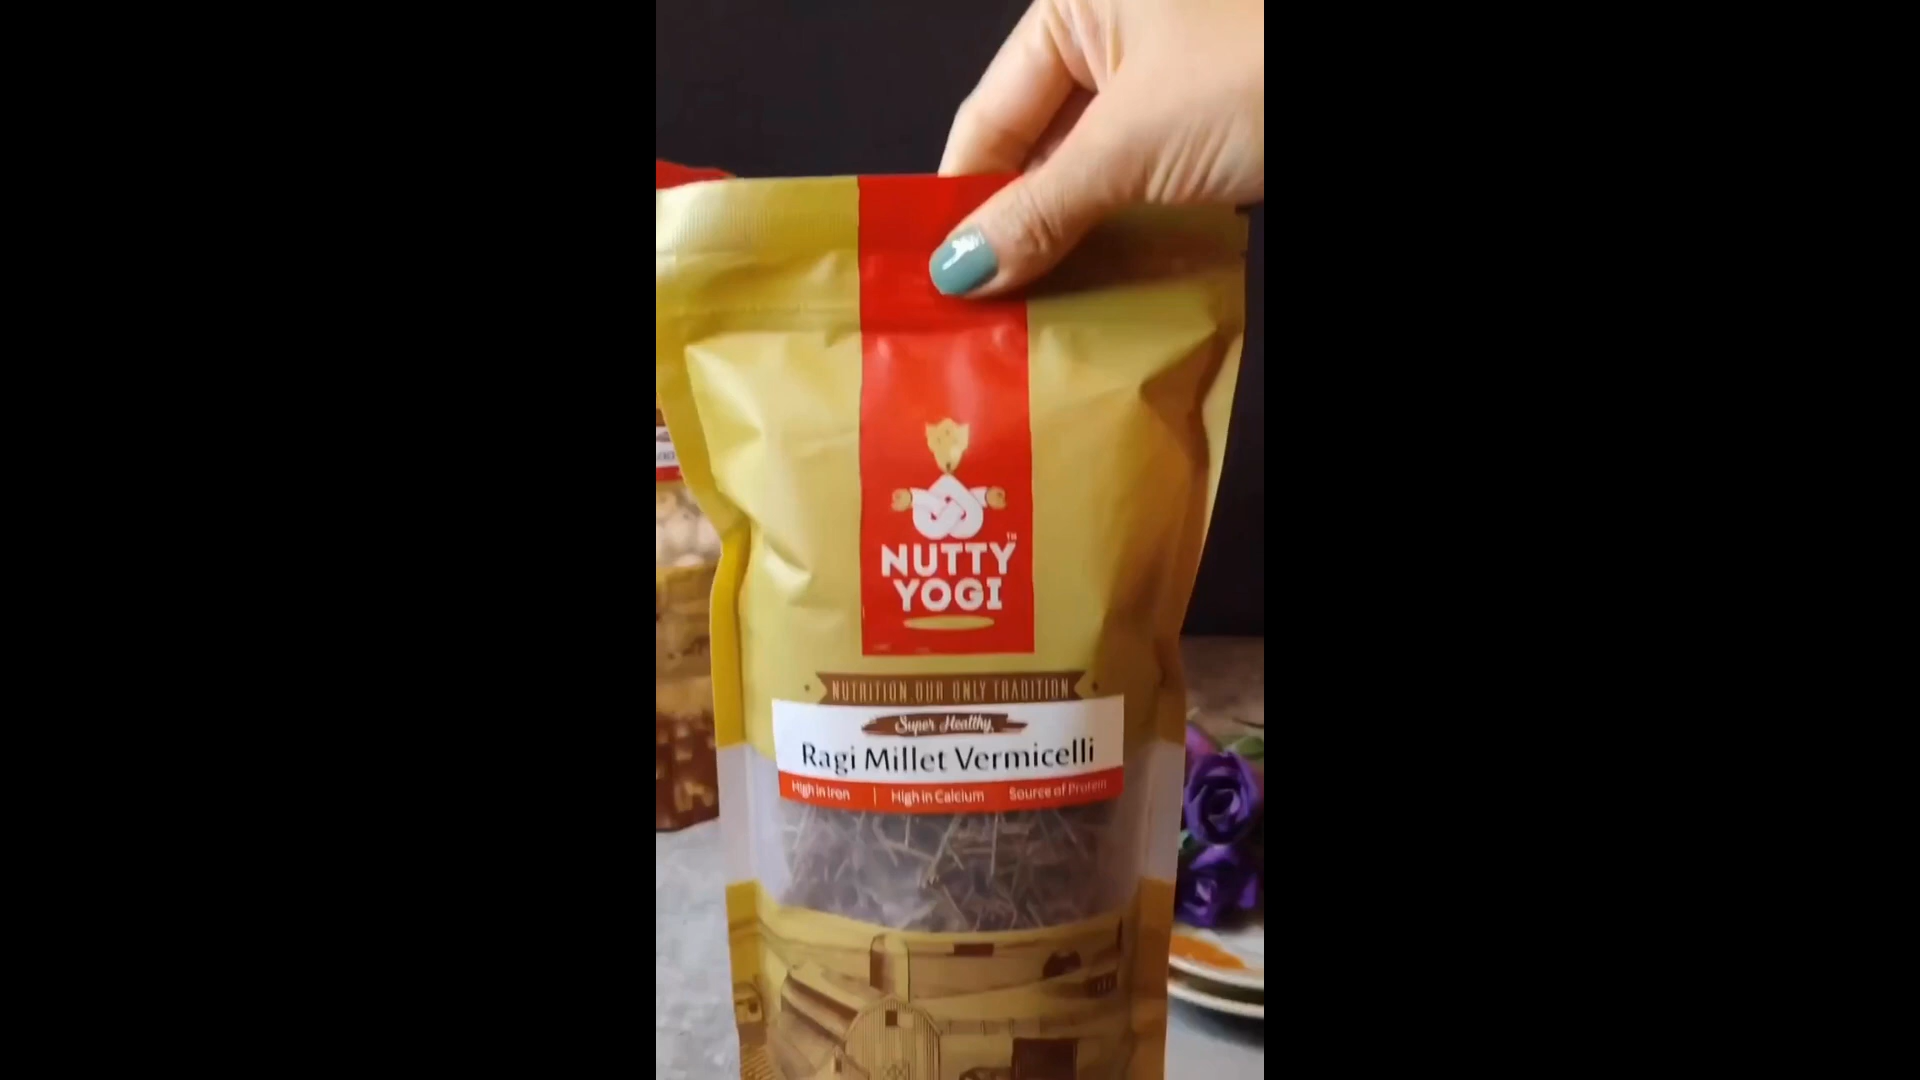 NUTTY
YOGI
TM
NUTRITION OUR ONLY TRADITION
Super Healthy
Ragi Millet Vermicelli
High in Iron | High in Calcium Source of Protein